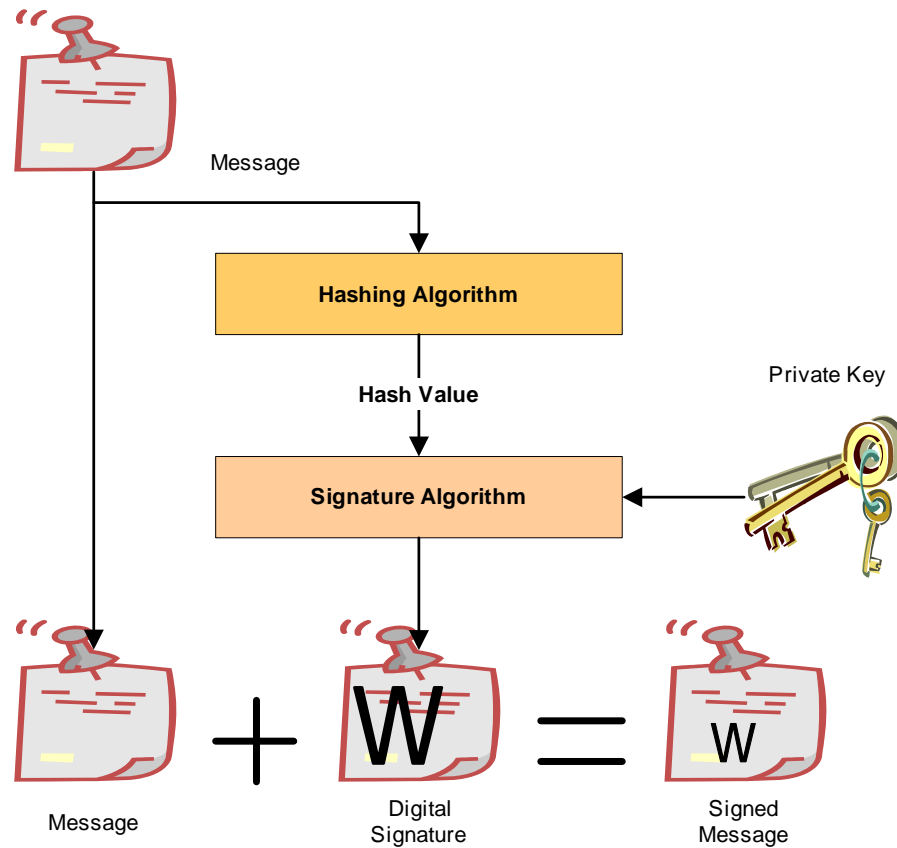 Message
Hashing Algorithm
Hash Value
Private Key
Signature Algorithm
W
W
Message
Digital
Signature
Signed
Message